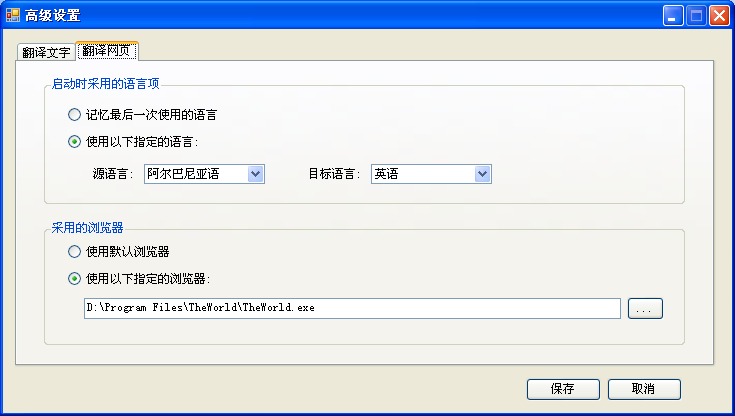 高级设置
翻译文字 翻译网页
启动时采用的语言项
记忆最后一次使用的语言
使用以下指定的语言:
源语言: 阿尔巴尼亚语 目标语言: 英语
采用的浏览器
使用默认浏览器
使用以下指定的浏览器:
D:\Program Files\TheWorld\TheWorld.exe ...
保存 取消